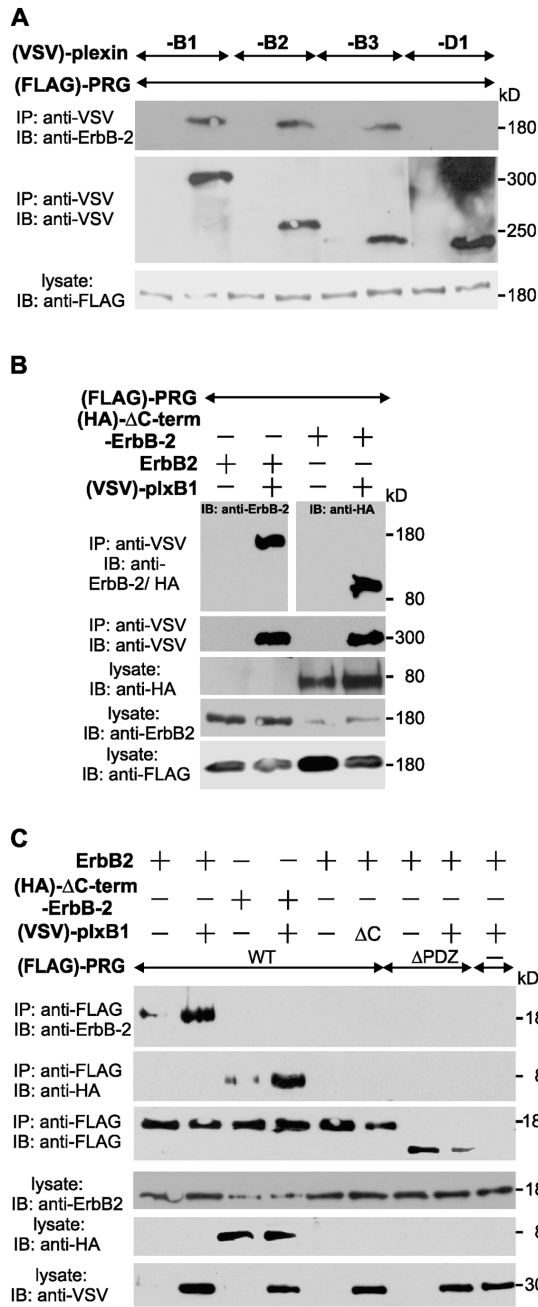 A
(VSV)-plexin -B1 -B2 -B3 -D1
(FLAG)-PRG
kD
IP: anti-VSV
IB: anti-ErbB-2
-180
IP: anti-VSV
IB: anti-VSV
-300
-250
lysate:
IB: anti-FLAG
-180
B
(FLAG)-PRG
(HA)-ΔC-term
-ErbB-2 − − + +
ErbB2 + + − −
(VSV)-plxB1 − + − +
kD
IB: anti-ErbB-2 IB: anti-HA
IP: anti-VSV
IB: anti-
ErbB-2/ HA
-180
-80
IP: anti-VSV
IB: anti-VSV
-300
lysate:
IB: anti-HA
-80
lysate:
IB: anti-ErbB2
-180
lysate:
IB: anti-FLAG
-180
C
ErbB2 + + − − + + + + +
(HA)-ΔC-term
-ErbB-2 − − + + − − − − −
(VSV)-plxB1 − + − + − ΔC − + +
(FLAG)-PRG WT ΔPDZ −
kD
IP: anti-FLAG
IB: anti-ErbB-2
-18
IP: anti-FLAG
IB: anti-HA
- 8
IP: anti-FLAG
IB: anti-FLAG
-18
lysate:
IB: anti-ErbB2
-18
lysate:
IB: anti-HA
- 8
lysate:
IB: anti-VSV
-30